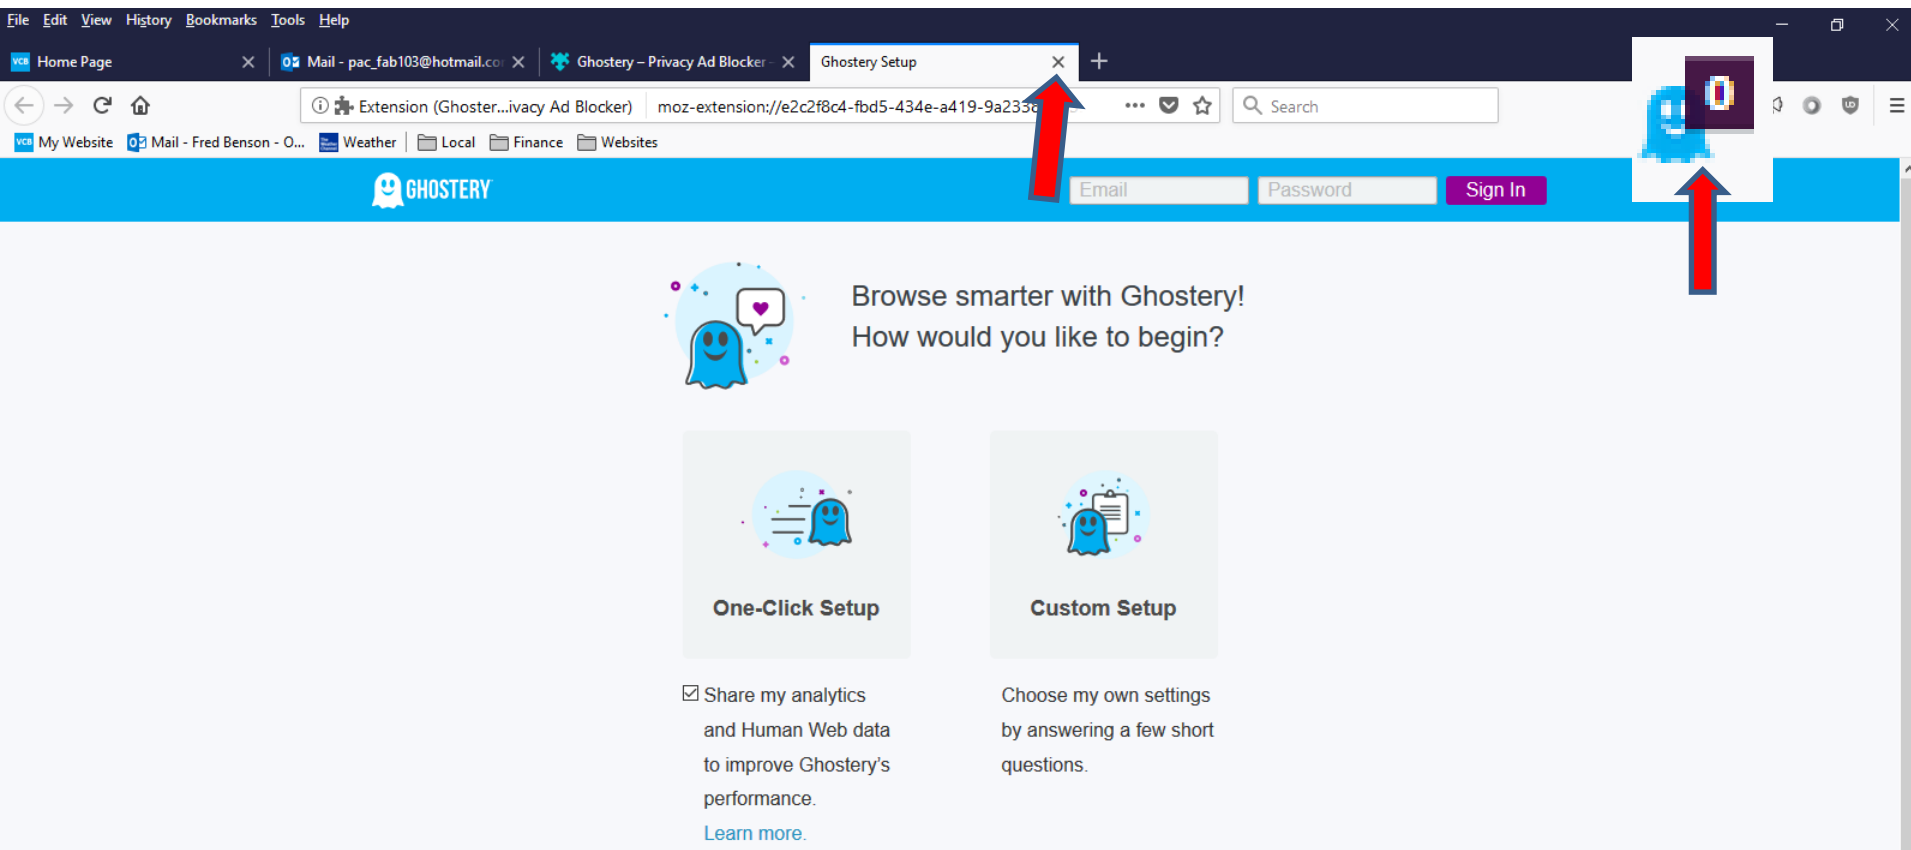 File Edit View History Bookmarks Tools Help
VCB Home Page Mail - pac_fab103@hotmail.co Ghostery – Privacy Ad Blocker - Ghostery Setup
Extension (Ghoster...ivacy Ad Blocker) moz-extension://e2c2f8c4-fbd5-434e-a419-9a233 Search
VCB My Website Mail - Fred Benson - O... Weather Local Finance Websites
0
GHOSTERY Email Password Sign In
Browse smarter with Ghostery!
How would you like to begin?
One-Click Setup
Custom Setup
Share my analytics
and Human Web data
to improve Ghostery's
performance.
Learn more.
Choose my own settings
by answering a few short
questions.